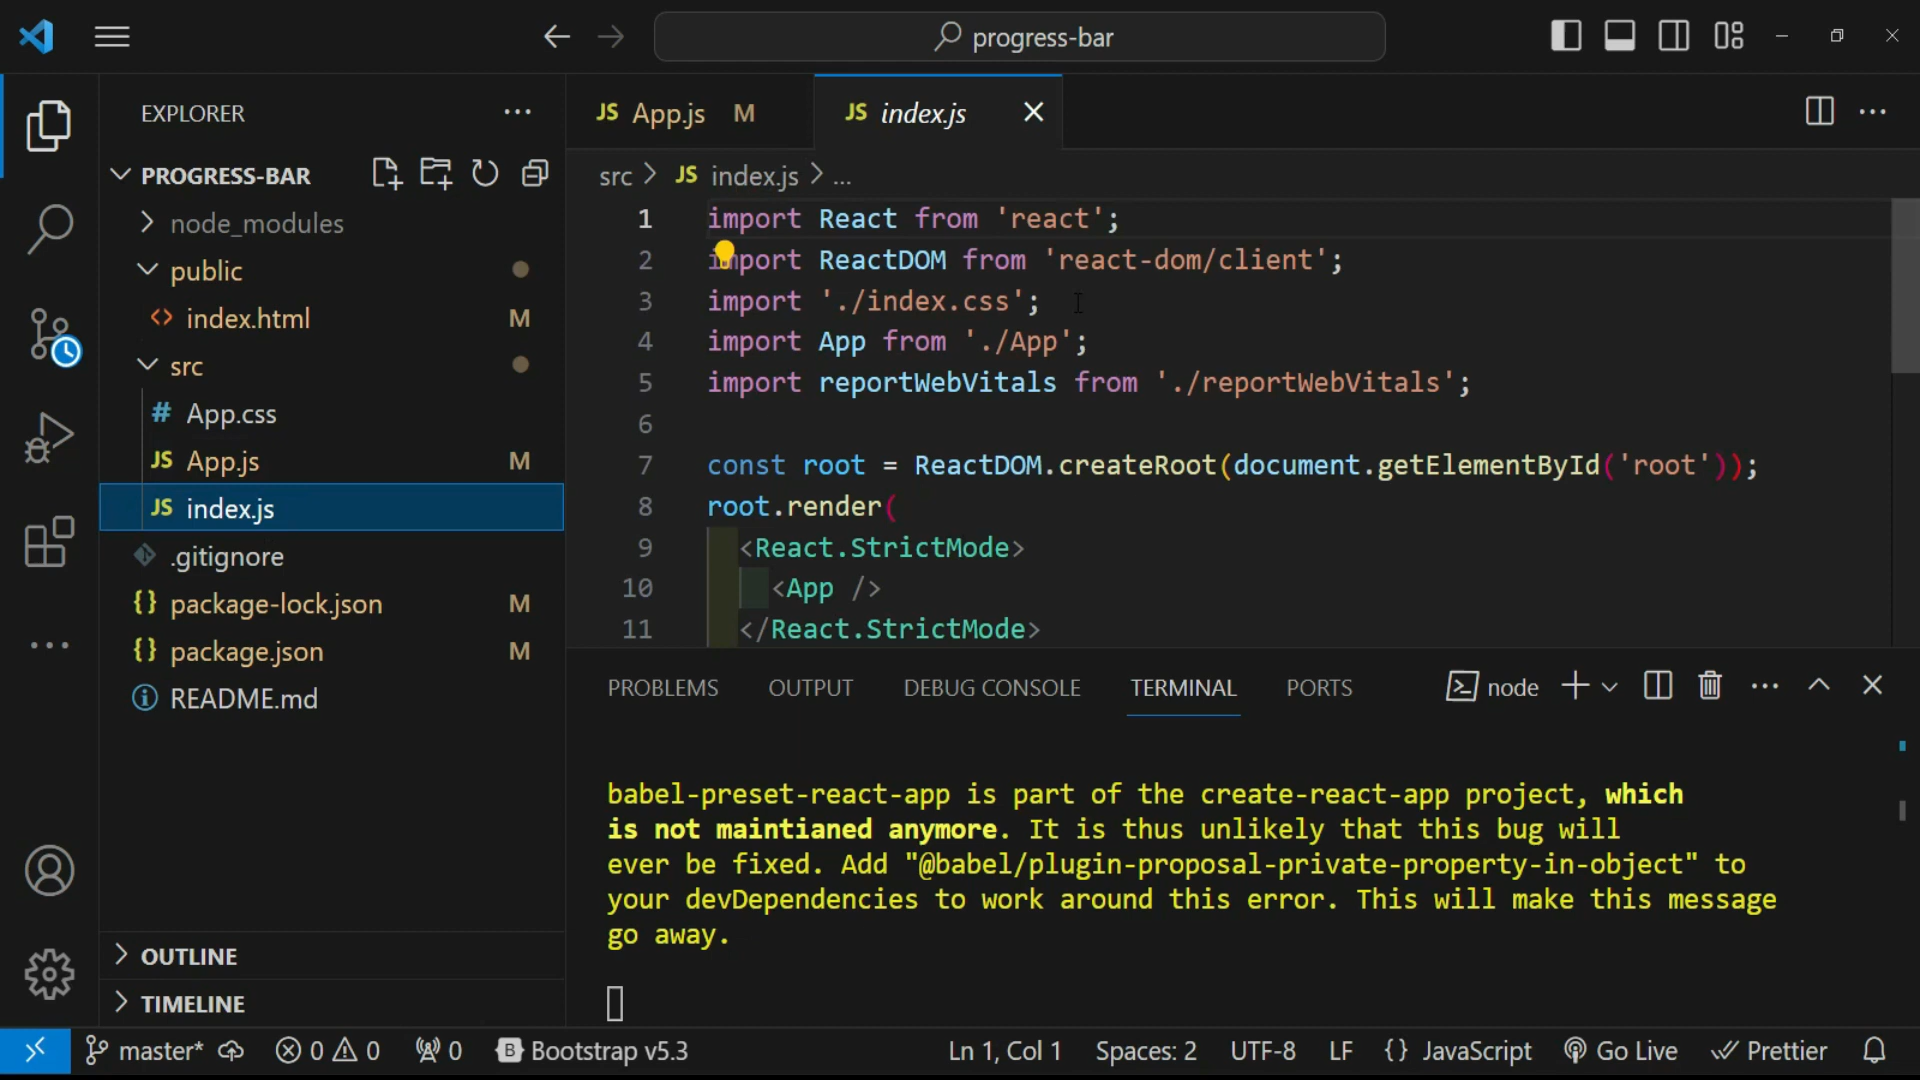 progress-bar
EXPLORER
PROGRESS-BAR
node_modules
public
<> index.html M
src
# App.css
JS App.js M
JS index.js
.gitignore
{} package-lock.json M
{} package.json M
README.md
OUTLINE
TIMELINE
JS App.js M
JS index.js
src > JS index.js > ...
1 import React from 'react';
2 import ReactDOM from 'react-dom/client';
3 import './index.css';
4 import App from './App';
5 import reportWebVitals from './reportWebVitals';
6
7 const root = ReactDOM.createRoot(document.getElementById('root'));
8 root.render(
9 <React.StrictMode>
10 <App />
11 </React.StrictMode>
PROBLEMS OUTPUT DEBUG CONSOLE TERMINAL PORTS node
babel-preset-react-app is part of the create-react-app project, which
is not maintianed anymore. It is thus unlikely that this bug will
ever be fixed. Add "@babel/plugin-proposal-private-property-in-object" to
your devDependencies to work around this error. This will make this message
go away.
master* 0 0 0 B Bootstrap v5.3 Ln 1, Col 1 Spaces: 2 UTF-8 LF {} JavaScript Go Live Prettier